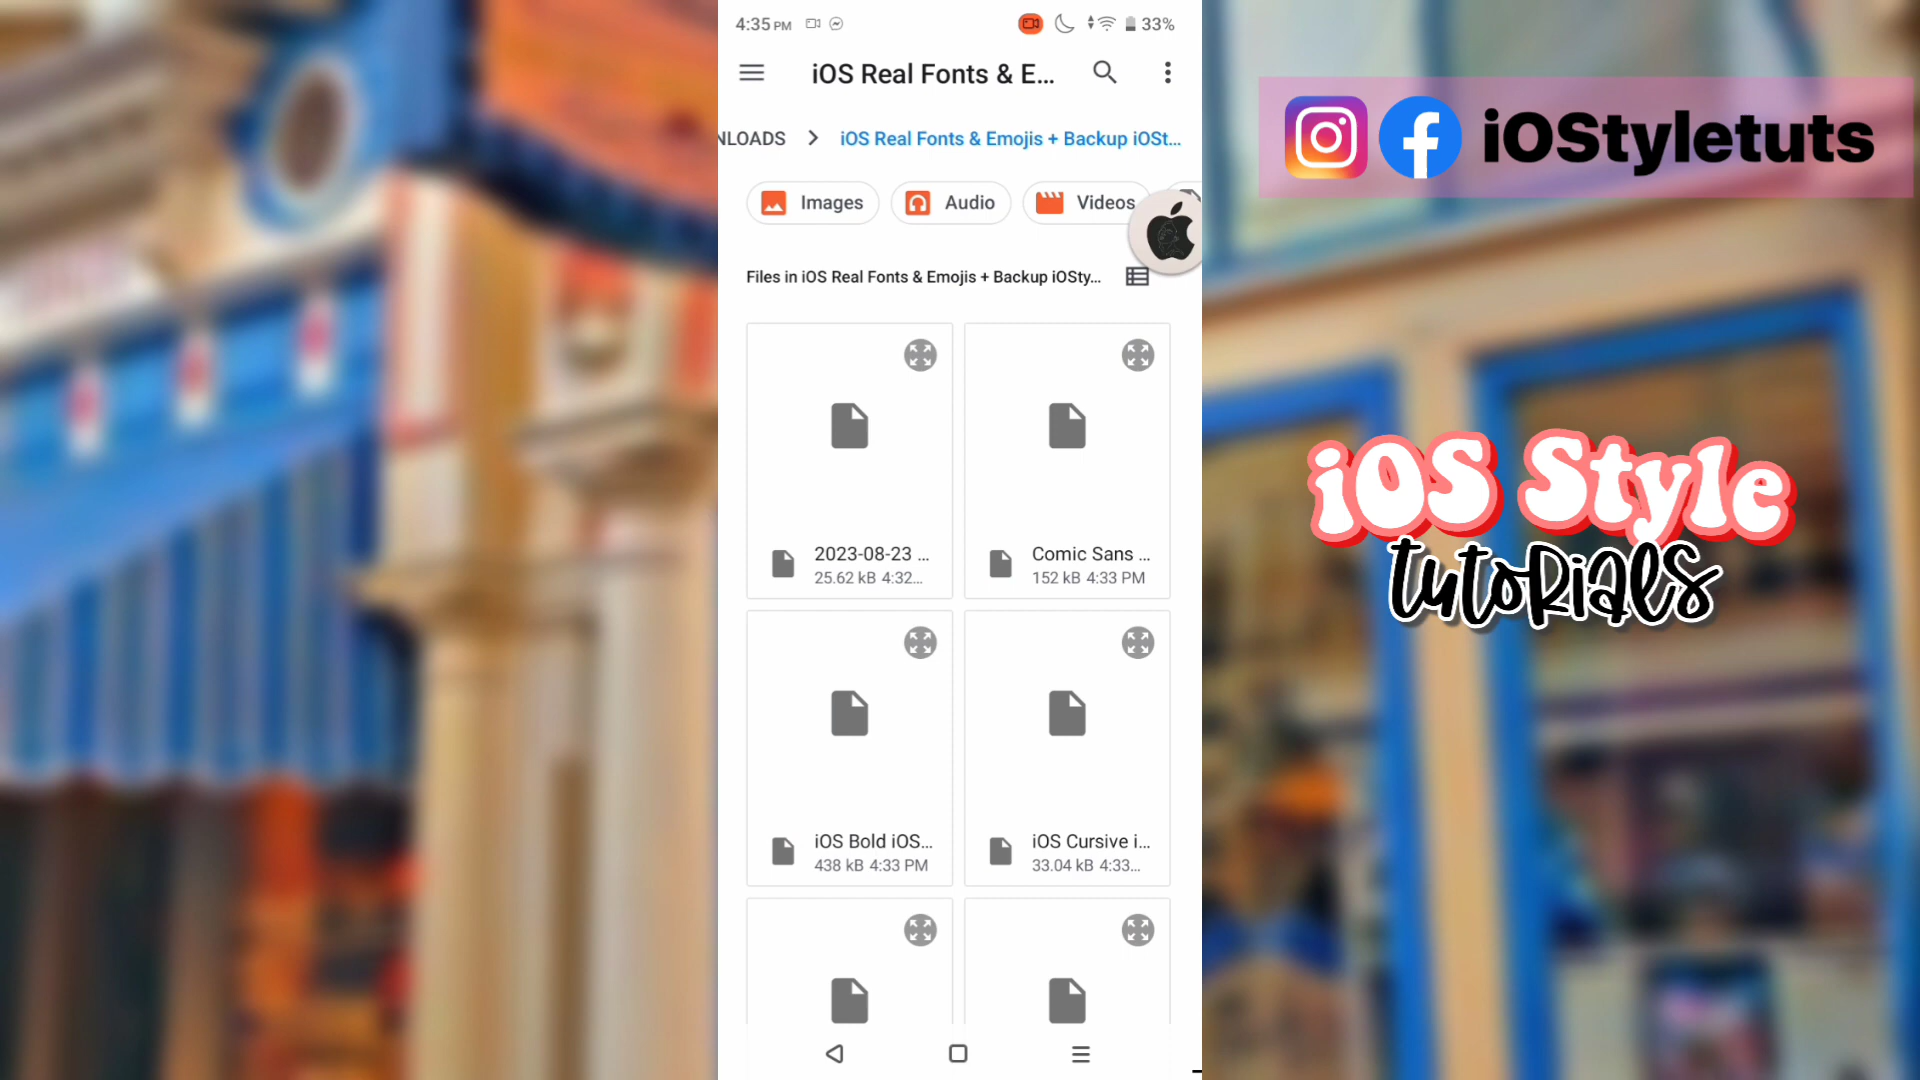 4:35 PM
33%
iOS Real Fonts & E...
NLOADS
iOS Real Fonts & Emojis + Backup iOSt...
Images
Audio
Videos
Files in iOS Real Fonts & Emojis + Backup iOSty...
2023-08-23 ...
25.62 kB 4:32...
Comic Sans ...
152 kB 4:33 PM
iOS Bold iOS...
438 kB 4:33 PM
iOS Cursive i...
33.04 kB 4:33...
iOStyletuts
iOS Style
tutoRials